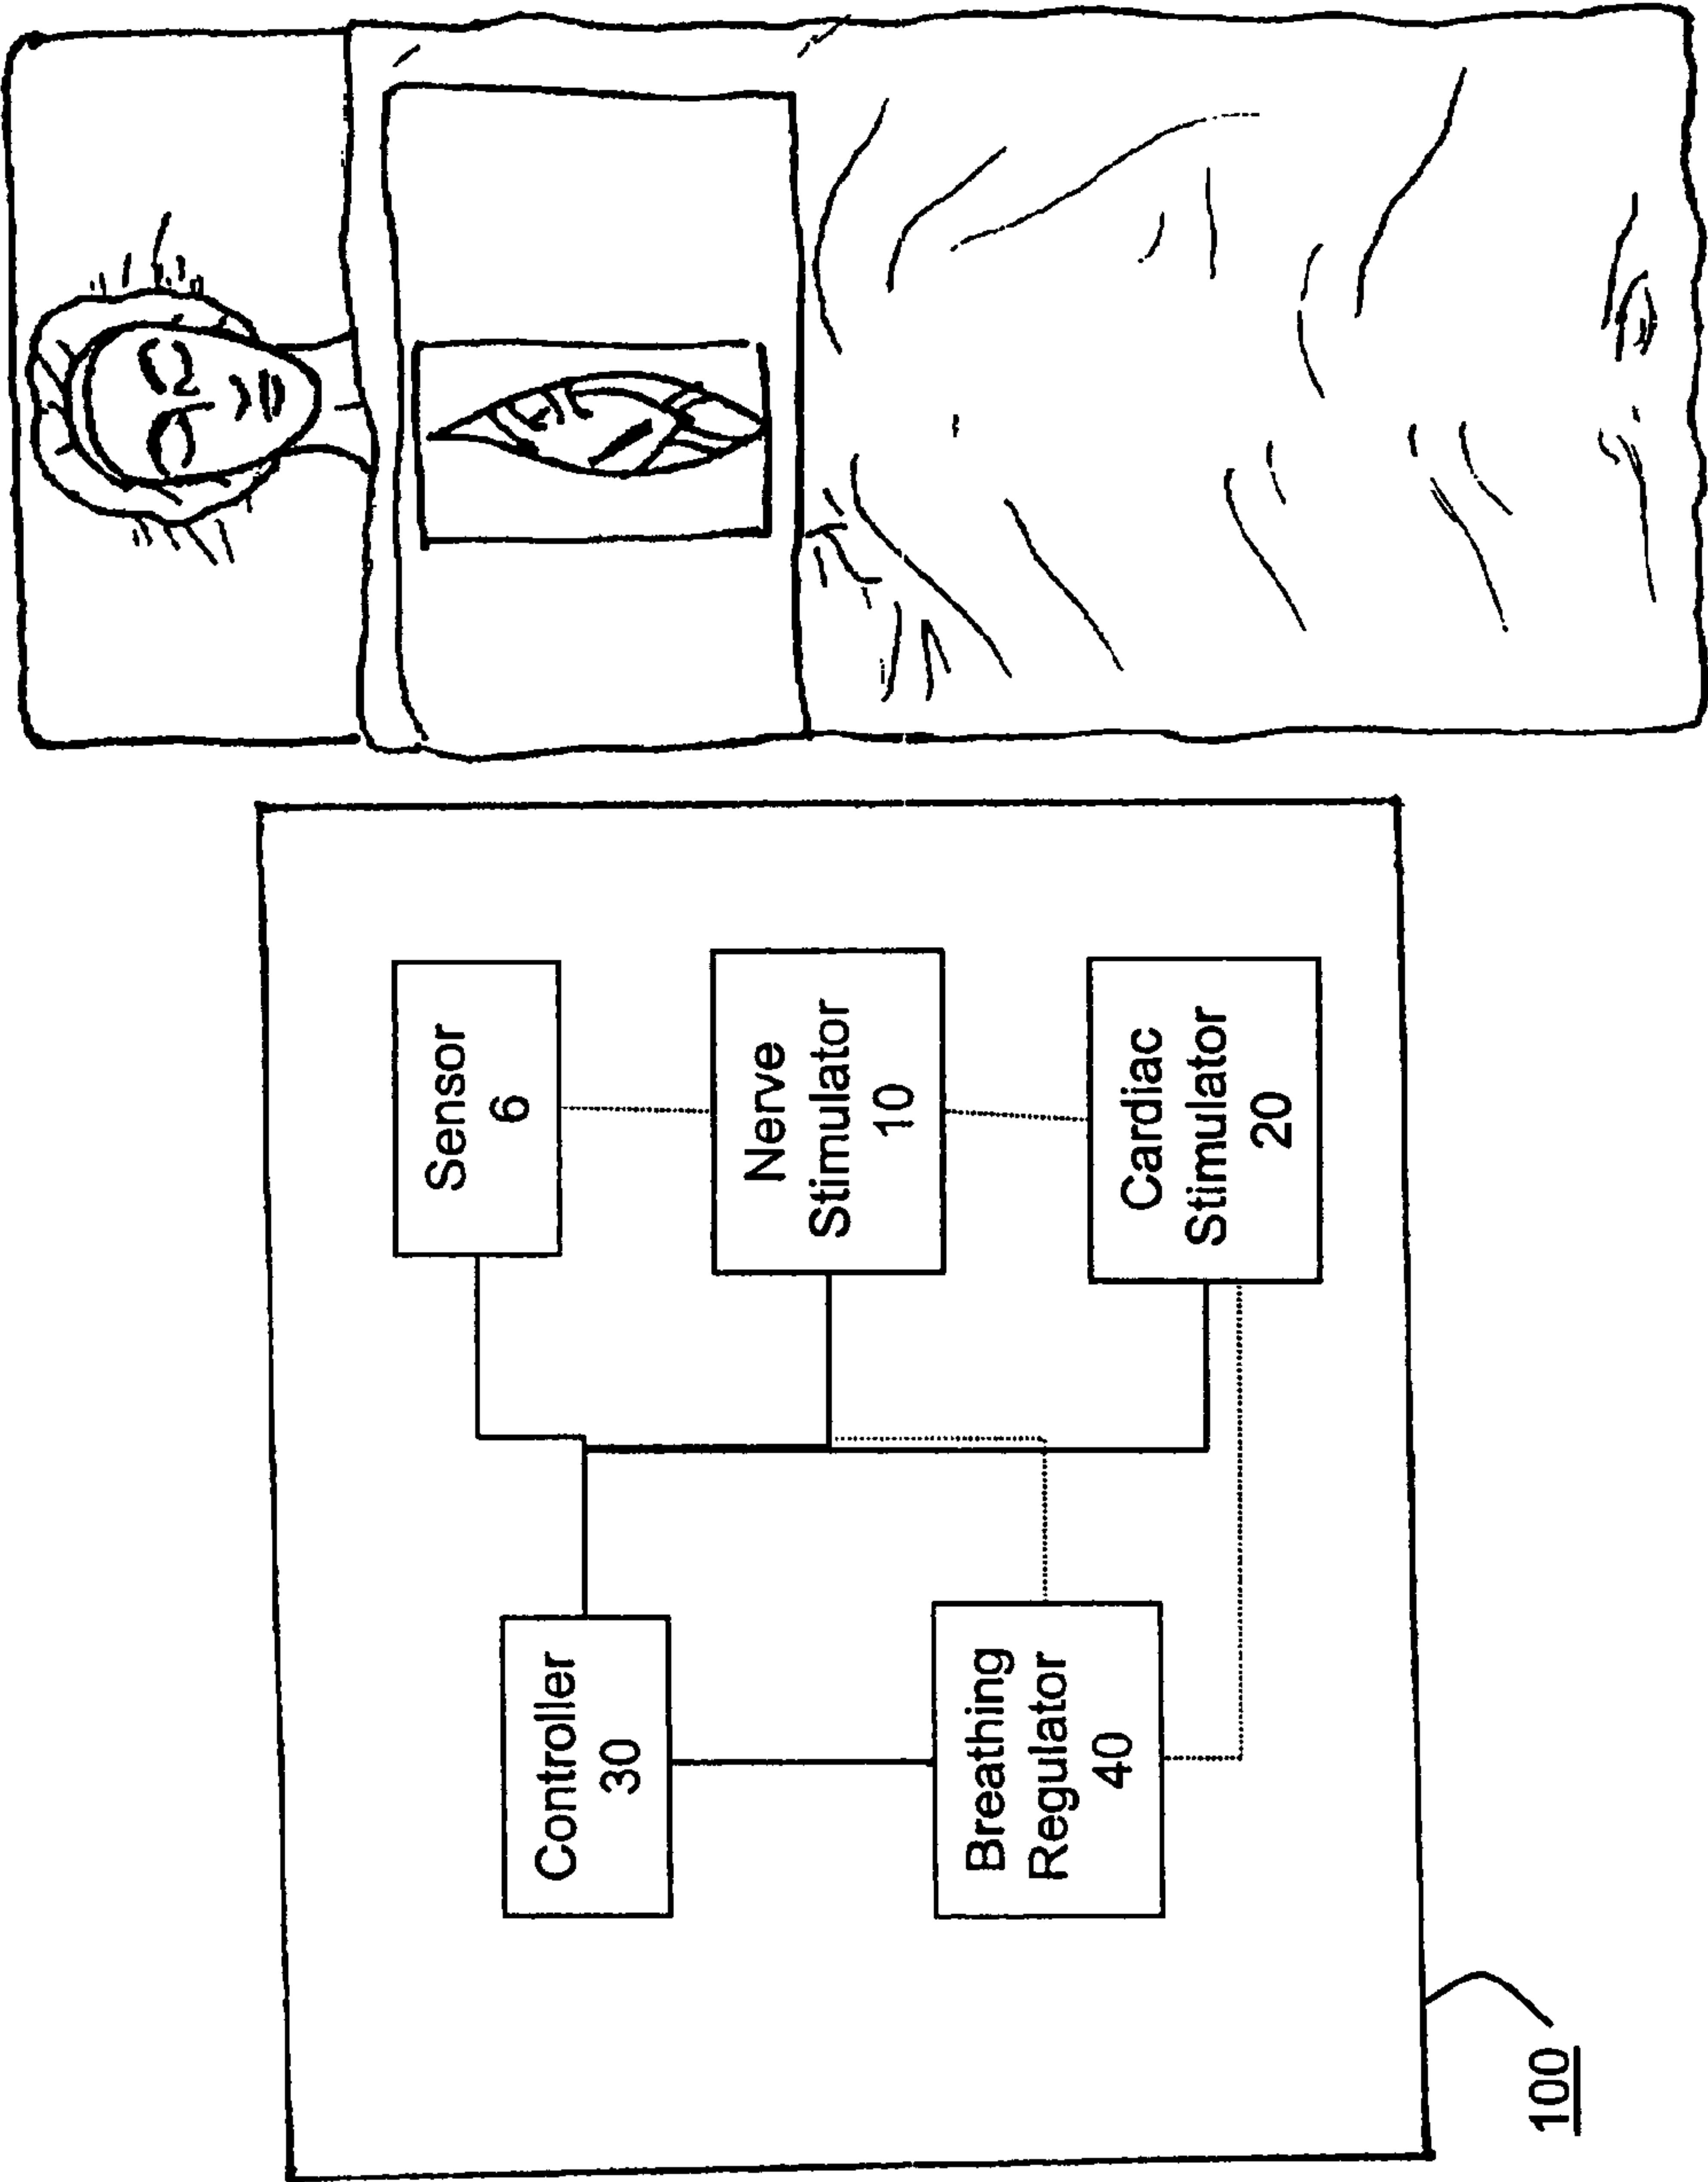 Sensor
6
Nerve
Stimulator
10
Cardiac
Stimulator
20
Controller
30
Breathing
Regulator
40
100